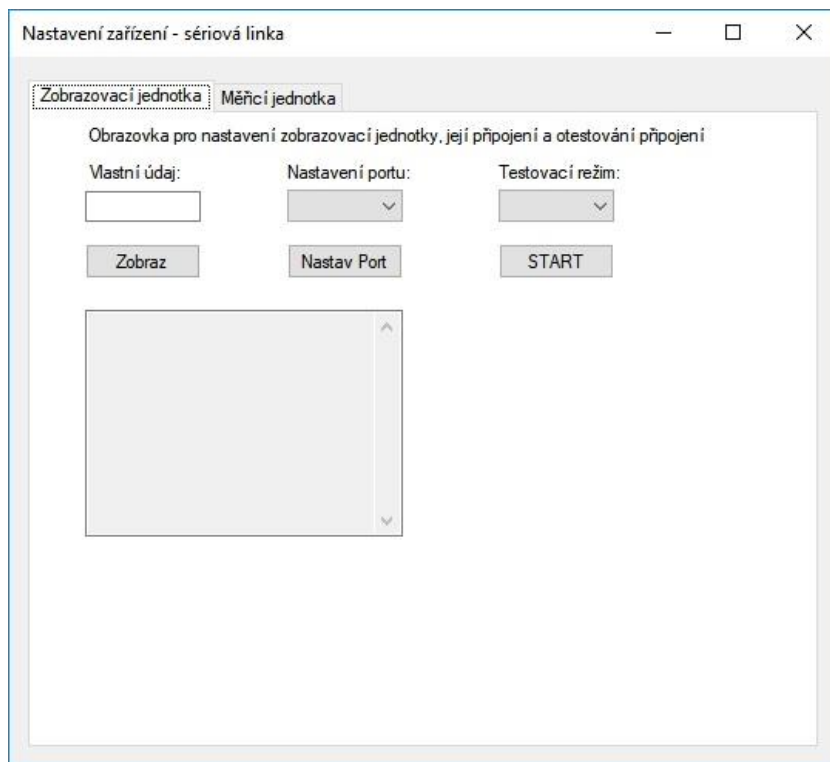 Nastavení zařízení - sériová linka
Zobrazovací jednotka Měřicí jednotka
Obrazovka pro nastavení zobrazovací jednotky, její připojení a otestování připojení
Vlastní údaj: Nastavení portu: Testovací režim:
Zobraz Nastav Port START